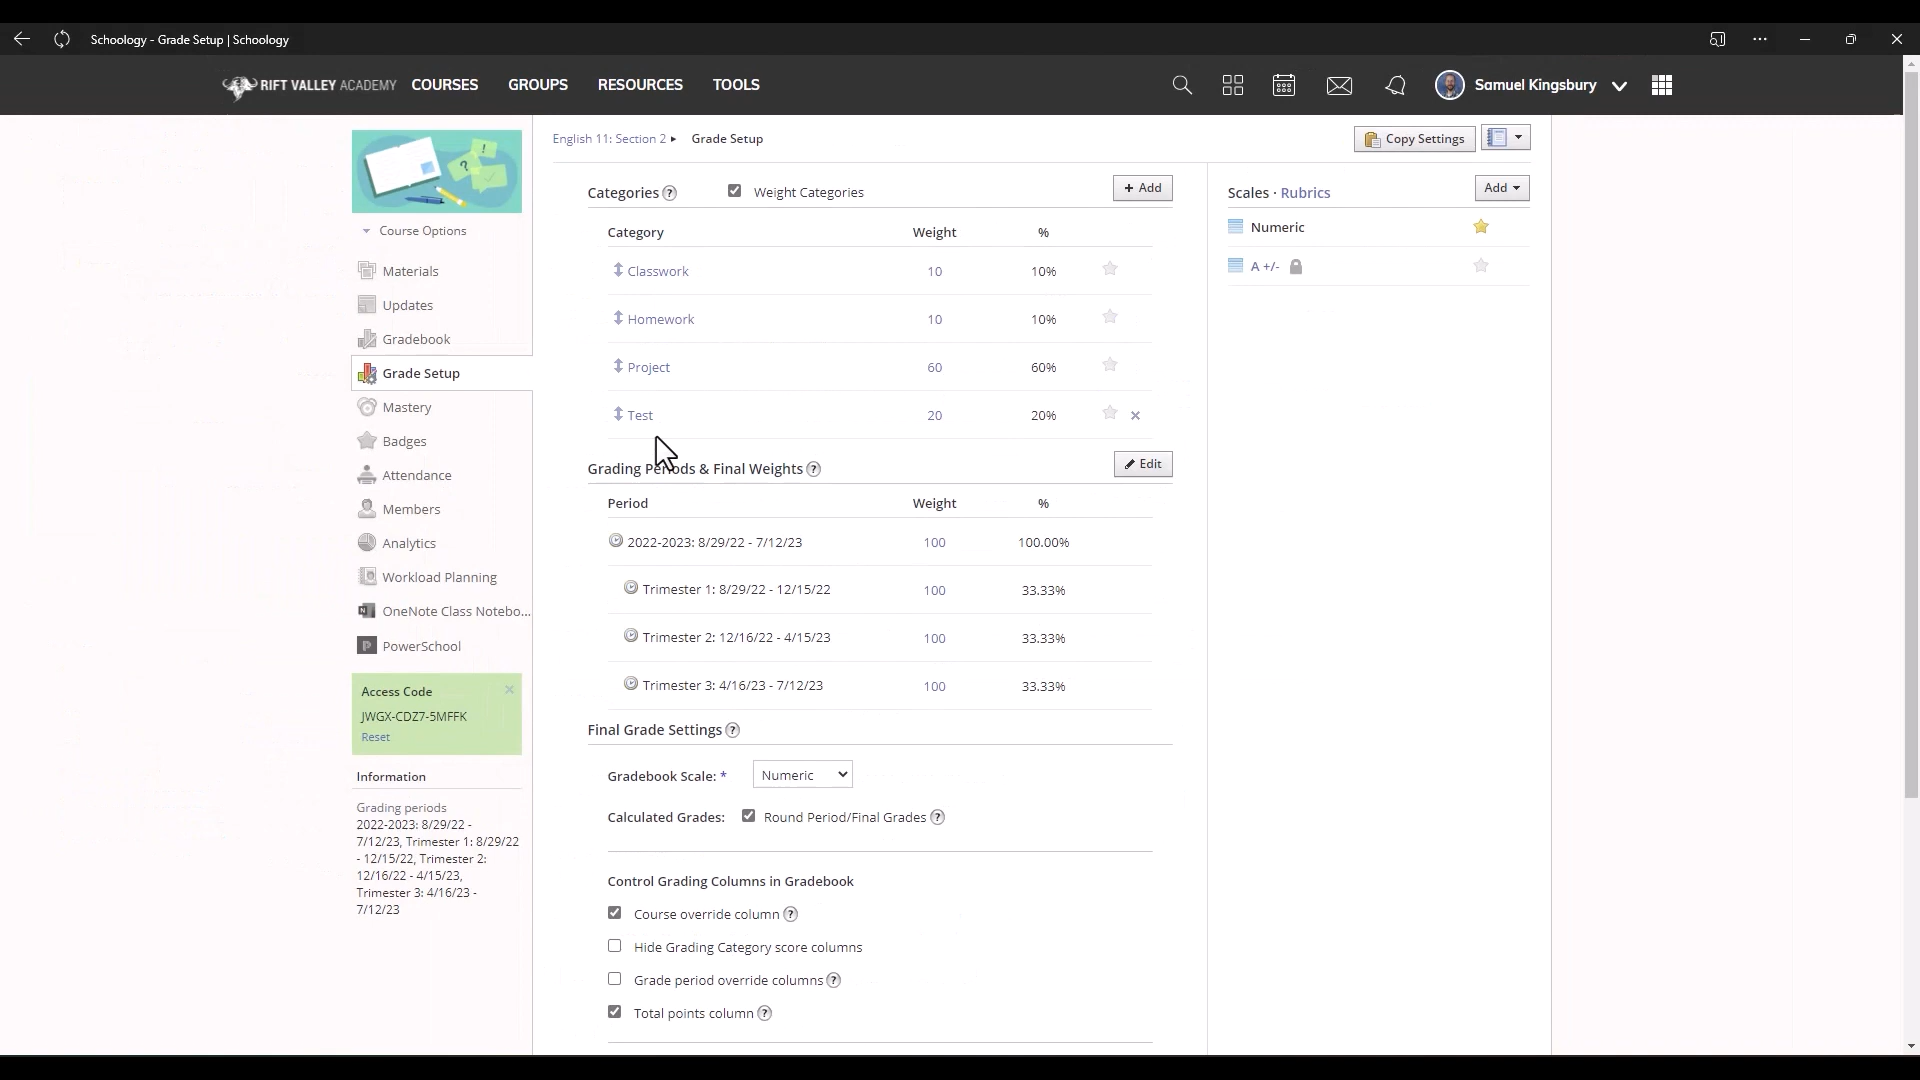 Schoology - Grade Setup | Schoology
RIFT VALLEY ACADEMY COURSES GROUPS RESOURCES TOOLS Samuel Kingsbury
Course Options
Materials
Updates
Gradebook
Grade Setup
Mastery
Badges
Attendance
Members
Analytics
Workload Planning
OneNote Class Notebo...
PowerSchool
Access Code
JWGX-CDZ7-5MFFK
Reset
Information
Grading periods
2022-2023: 8/29/22 -
7/12/23, Trimester 1: 8/29/22
- 12/15/22, Trimester 2:
12/16/22 - 4/15/23,
Trimester 3: 4/16/23 -
7/12/23
English 11: Section 2 ▸ Grade Setup
Copy Settings
Categories ? Weight Categories + Add
Category Weight %
Classwork 10 10%
Homework 10 10%
Project 60 60%
Test 20 20%
Grading Periods & Final Weights ? Edit
Period Weight %
2022-2023: 8/29/22 - 7/12/23 100 100.00%
Trimester 1: 8/29/22 - 12/15/22 100 33.33%
Trimester 2: 12/16/22 - 4/15/23 100 33.33%
Trimester 3: 4/16/23 - 7/12/23 100 33.33%
Final Grade Settings ?
Gradebook Scale: * Numeric
Calculated Grades: Round Period/Final Grades ?
Control Grading Columns in Gradebook
Course override column ?
Hide Grading Category score columns
Grade period override columns ?
Total points column ?
Scales · Rubrics Add
Numeric
A +/-